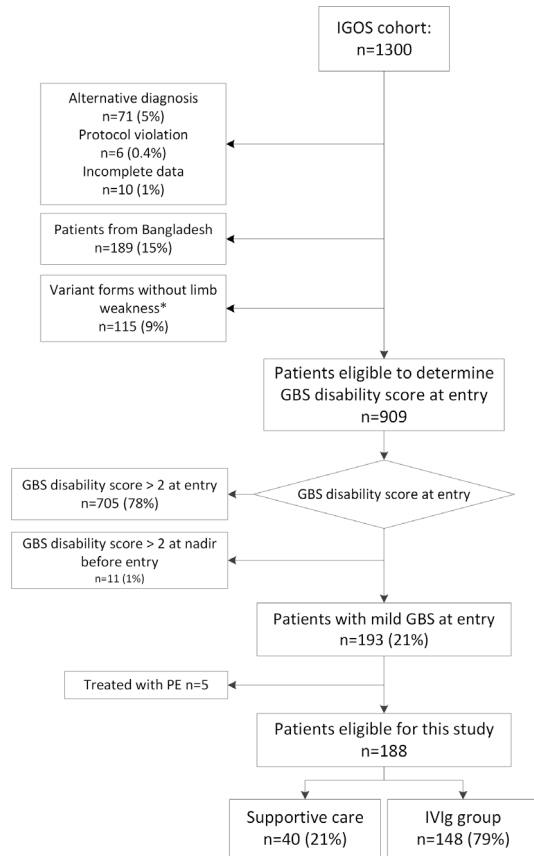 IGOS cohort:
n=1300
Alternative diagnosis
n=71 (5%)
Protocol violation
n=6 (0.4%)
Incomplete data
n=10 (1%)
Patients from Bangladesh
n=189 (15%)
Variant forms without limb
weakness*
n=115 (9%)
Patients eligible to determine
GBS disability score at entry
n=909
GBS disability score at entry
GBS disability score > 2 at entry
n=705 (78%)
GBS disability score > 2 at nadir
before entry
n=11 (1%)
Patients with mild GBS at entry
n=193 (21%)
Treated with PE n=5
Patients eligible for this study
n=188
Supportive care
n=40 (21%)
IVIg group
n=148 (79%)